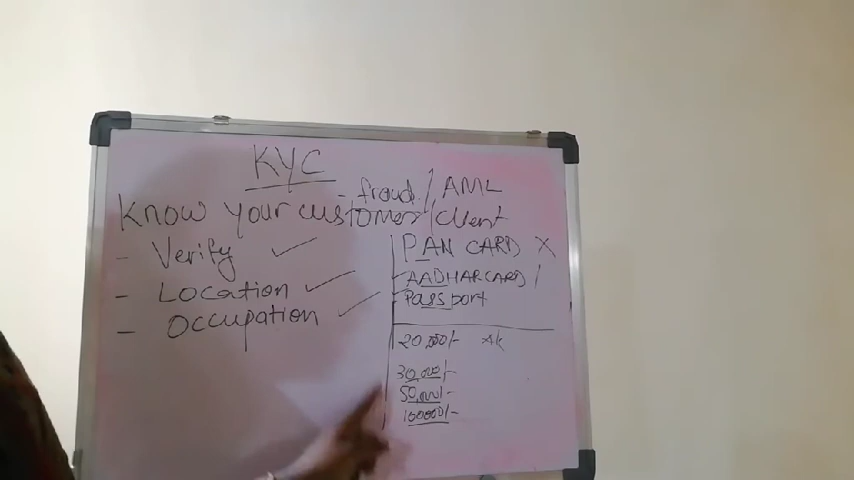 KYC
- fraud / AML
Know your customer / client
- Verify ✓
- Location ✓
- Occupation ✓
PAN CARD X
AADHAR CARD /
Passport
20,000/-
30,000/-
50,000/-
100000/-